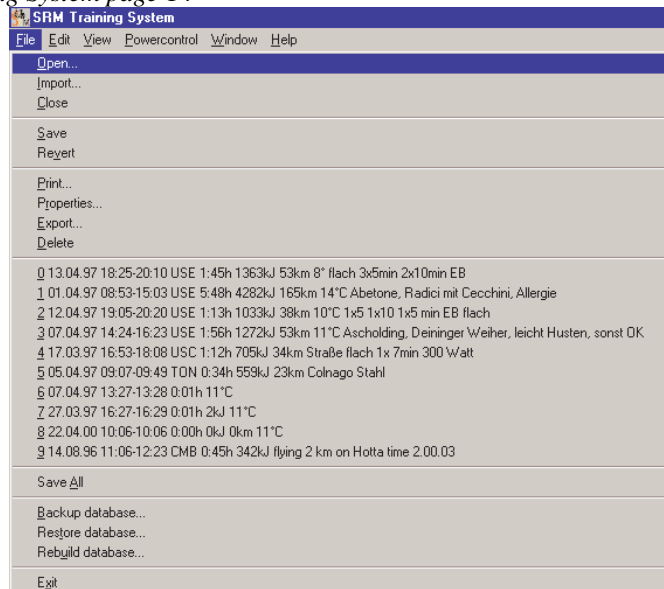 System page 14
SRM Training System
File Edit View Powercontrol Window Help
Open...
Import...
Close
Save
Revert
Print...
Properties...
Export...
Delete
0 13.04.97 18:25-20:10 USE 1:45h 1363kJ 53km 8° flach 3x5min 2x10min EB
1 01.04.97 08:53-15:03 USE 5:48h 4282kJ 165km 14°C Abetone, Radici mit Cecchini, Allergie
2 12.04.97 19:05-20:20 USE 1:13h 1033kJ 38km 10°C 1x5 1x10 1x5 min EB flach
3 07.04.97 14:24-16:23 USE 1:56h 1272kJ 53km 11°C Ascholding, Deininger Weiher, leicht Husten, sonst OK
4 17.03.97 16:53-18:08 USC 1:12h 705kJ 34km Straße flach 1x 7min 300 Watt
5 05.04.97 09:07-09:49 TON 0:34h 559kJ 23km Colnago Stahl
6 07.04.97 13:27-13:28 0:01h 11°C
7 27.03.97 16:27-16:29 0:01h 2kJ 11°C
8 22.04.00 10:06-10:06 0:00h 0kJ 0km 11°C
9 14.08.96 11:06-12:23 CMB 0:45h 342kJ flying 2 km on Hotta time 2.00.03
Save All
Backup database...
Restore database...
Rebuild database...
Exit